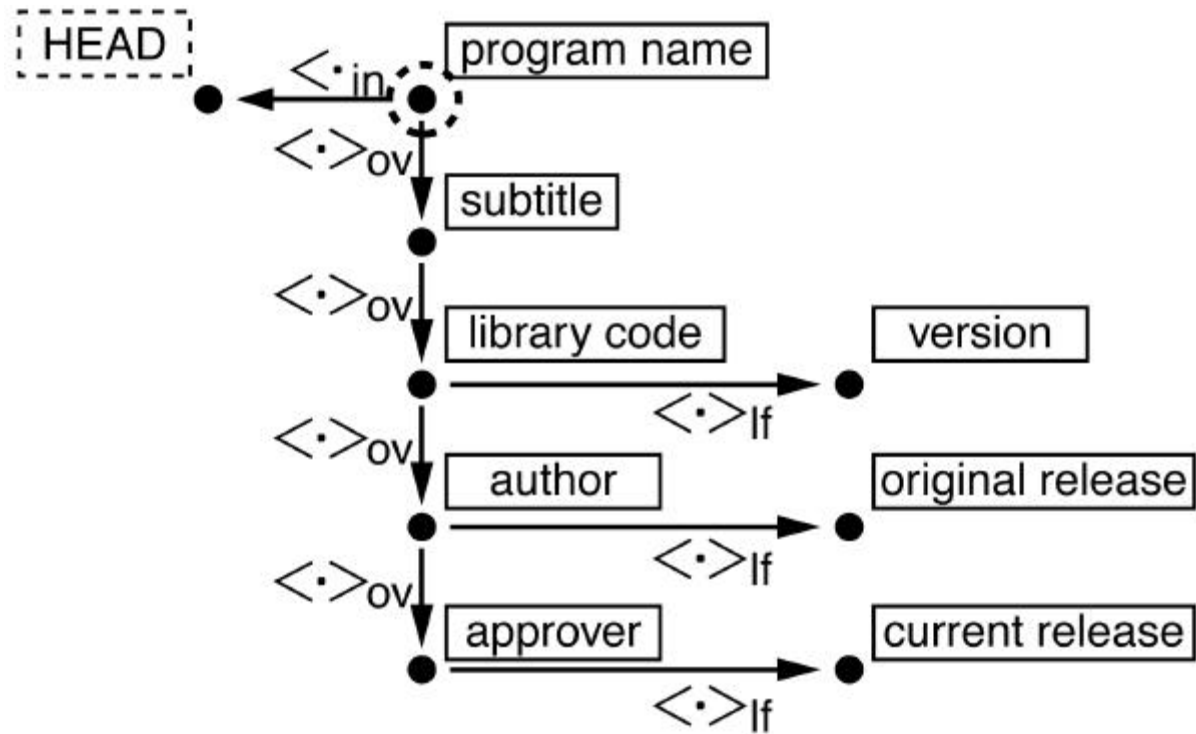 HEAD
program name
<·in
<·>ov
subtitle
<·>ov
library code
version
<·>lf
<·>ov
author
original release
<·>lf
<·>ov
approver
current release
<·>lf